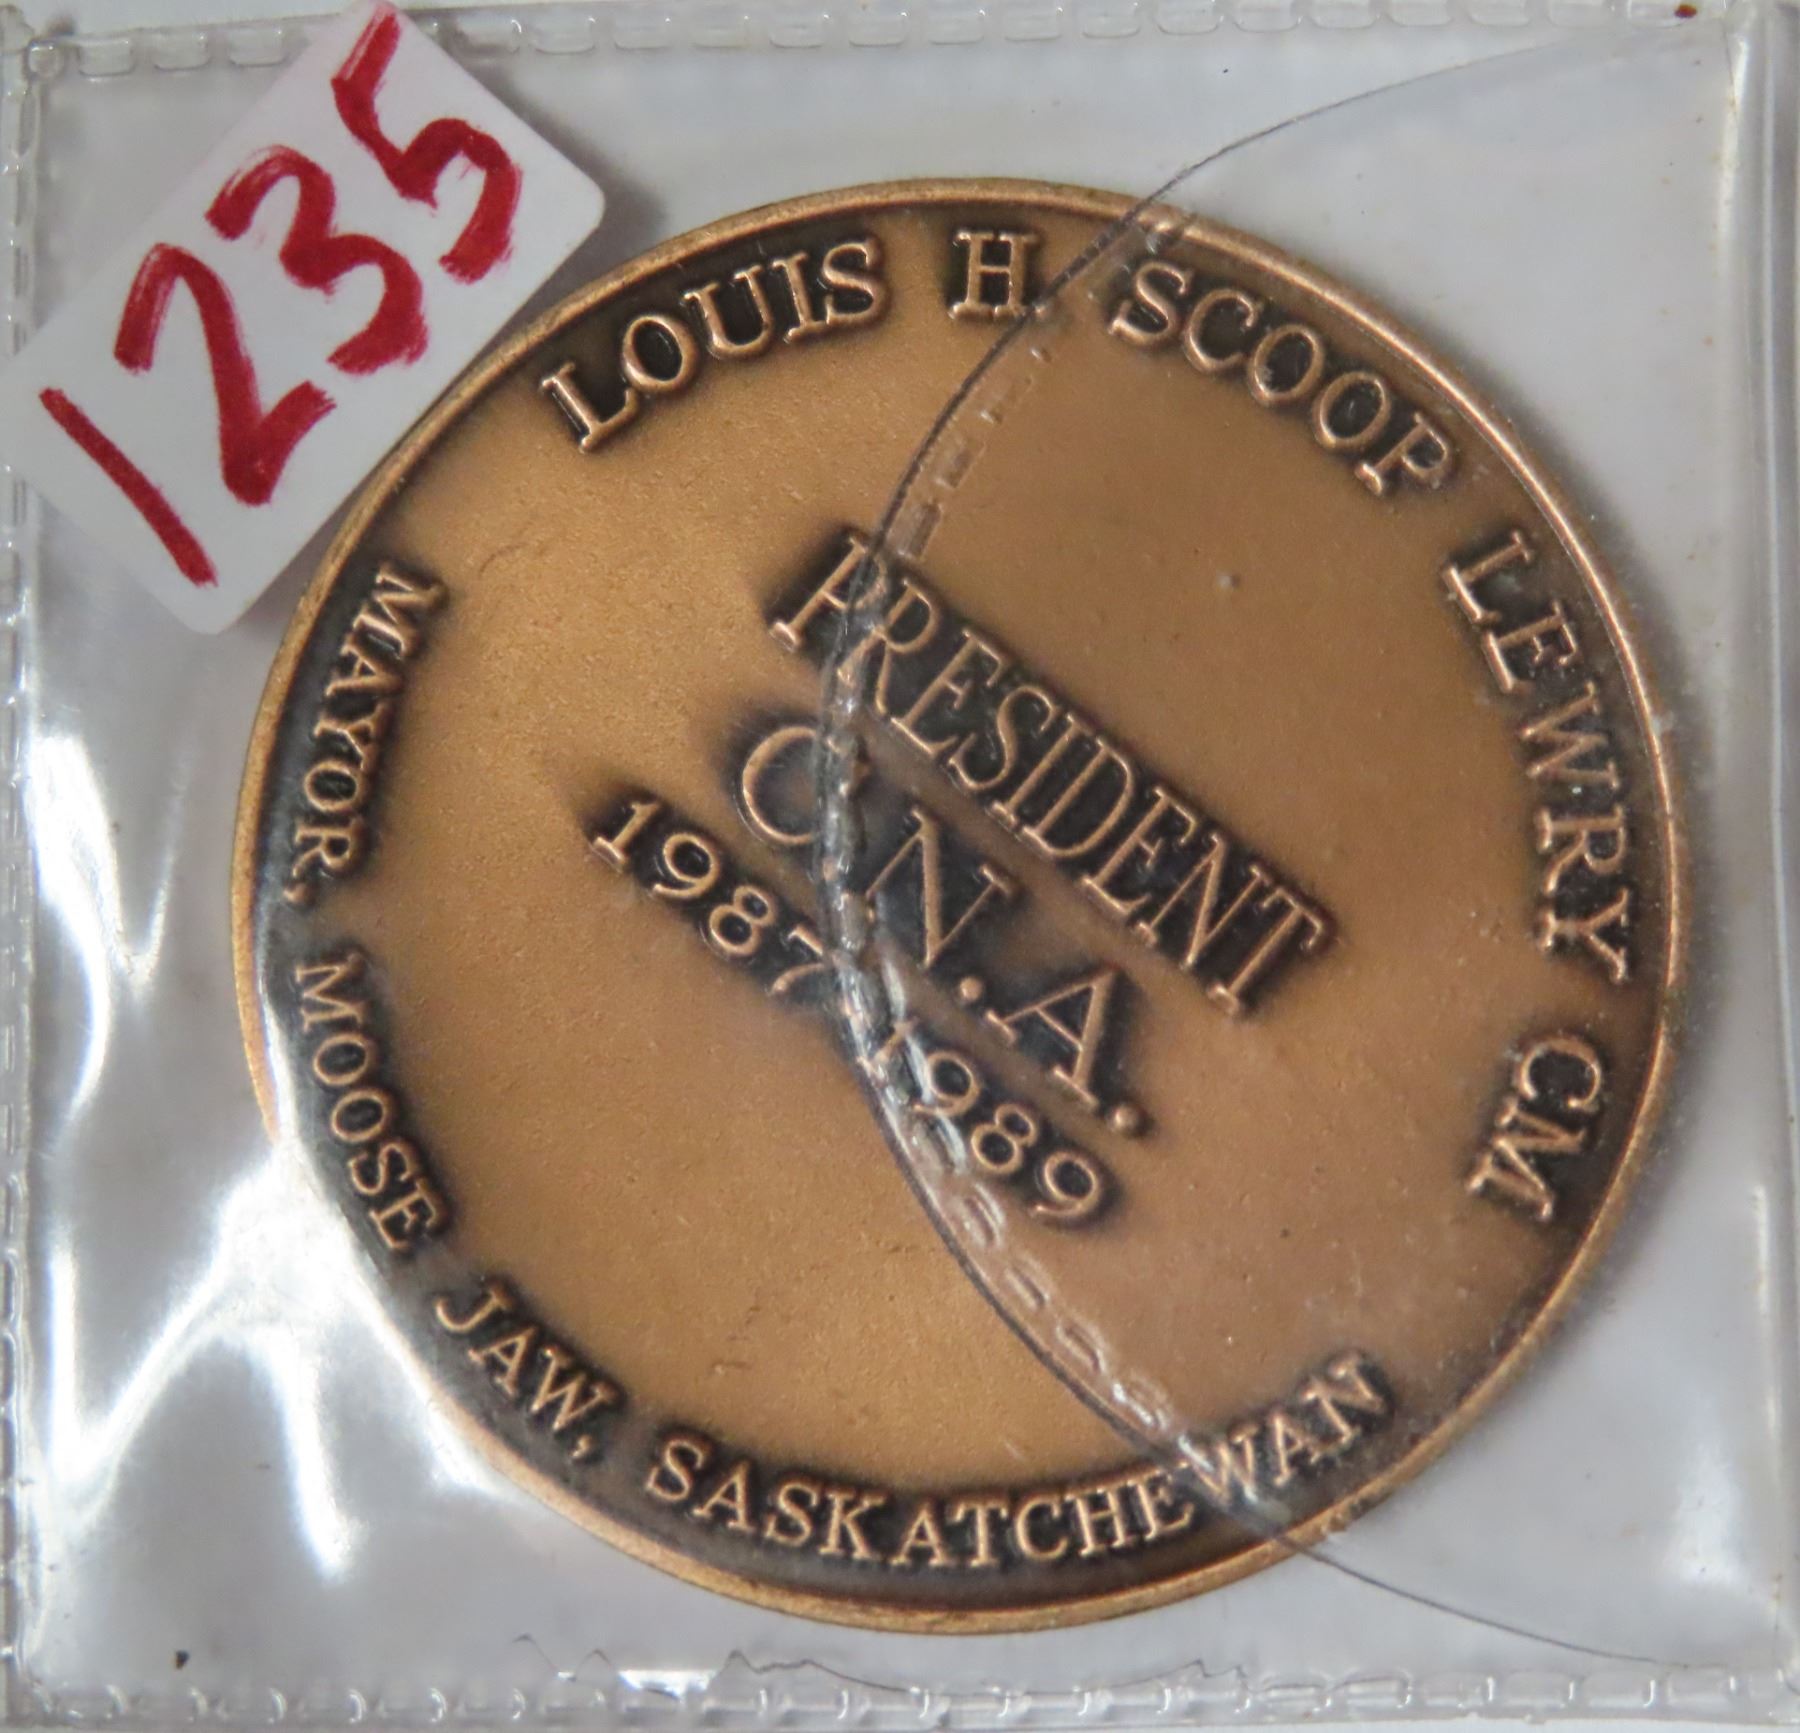 1235
LOUIS H. SCOOP LEWRY CM
PRESIDENT
C.N.A.
1987 1989
MAYOR, MOOSE JAW, SASKATCHEWAN